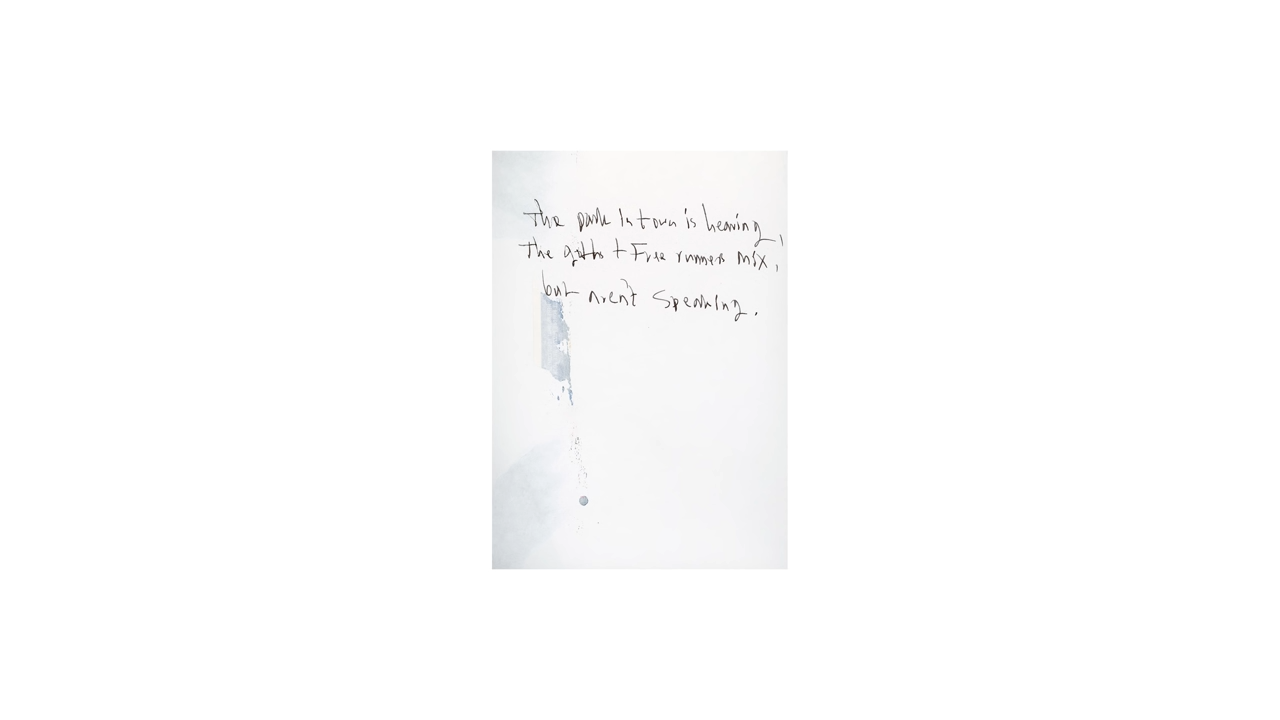 The park in town is heaving,
The goths + Free runners mix,
but aren't speaking.